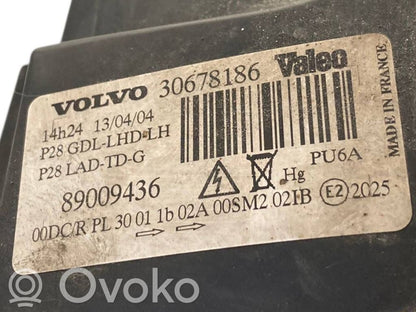 VOLVO 30678186 Valeo
14h24 13/04/04
P28 GDL-LHD-LH
P28 LAD-TD-G
MADE IN FRANCE
PU6A
Hg
89009436
00DC/R PL 30 01 1b 02A 00SM2 02IB E2 2025
OVOKO